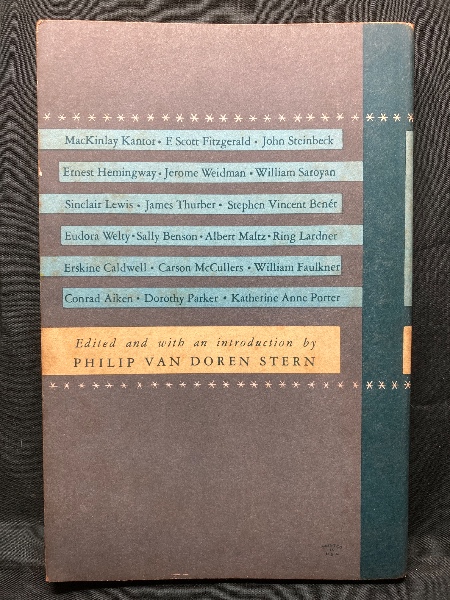 MacKinlay Kantor • F. Scott Fitzgerald • John Steinbeck
Ernest Hemingway • Jerome Weidman • William Saroyan
Sinclair Lewis • James Thurber • Stephen Vincent Benét
Eudora Welty • Sally Benson • Albert Maltz • Ring Lardner
Erskine Caldwell • Carson McCullers • William Faulkner
Conrad Aiken • Dorothy Parker • Katherine Anne Porter
Edited and with an introduction by
PHILIP VAN DOREN STERN